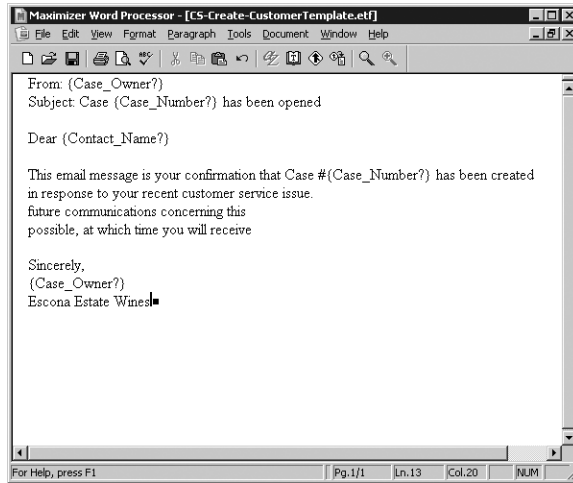 Maximizer Word Processor - [CS-Create-CustomerTemplate.etf]
File Edit View Format Paragraph Tools Document Window Help
From: {Case_Owner?}
Subject: Case {Case_Number?} has been opened
Dear {Contact_Name?}
This email message is your confirmation that Case #{Case_Number?} has been created
in response to your recent customer service issue.
future communications concerning this
possible, at which time you will receive
Sincerely,
{Case_Owner?}
Escona Estate Wines
For Help, press F1 Pg.1/1 Ln.13 Col.20 NUM